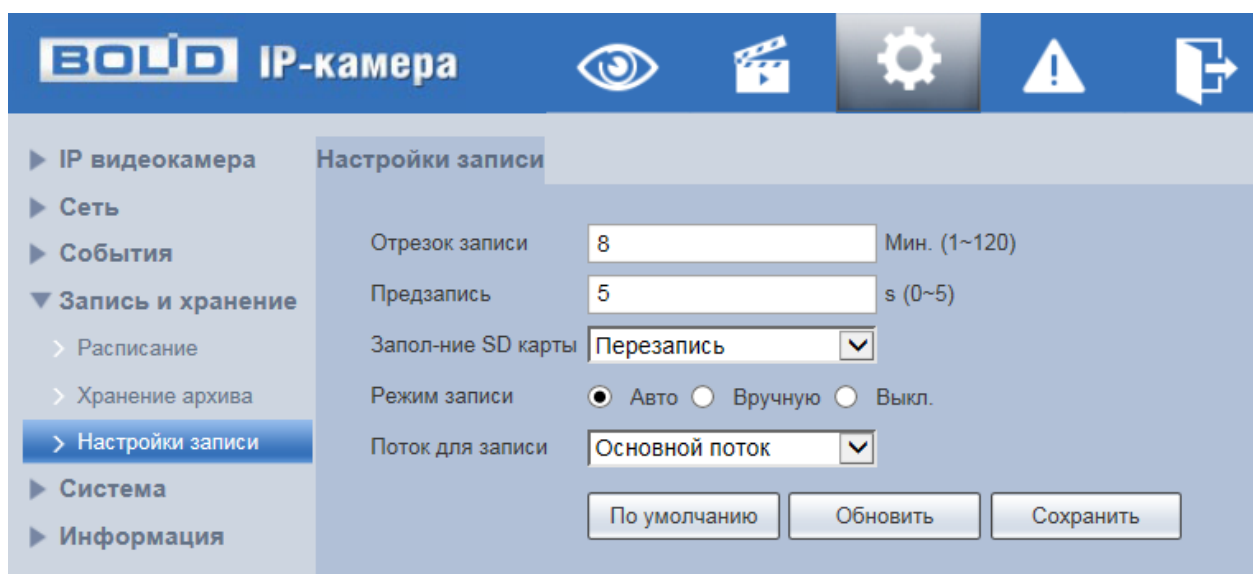 BOLID IP-камера
IP видеокамера
Сеть
События
Запись и хранение
Расписание
Хранение архива
Настройки записи
Система
Информация
Настройки записи
Отрезок записи 8 Мин. (1~120)
Предзапись 5 s (0~5)
Запол-ние SD карты Перезапись
Режим записи Авто Вручную Выкл.
Поток для записи Основной поток
По умолчанию Обновить Сохранить